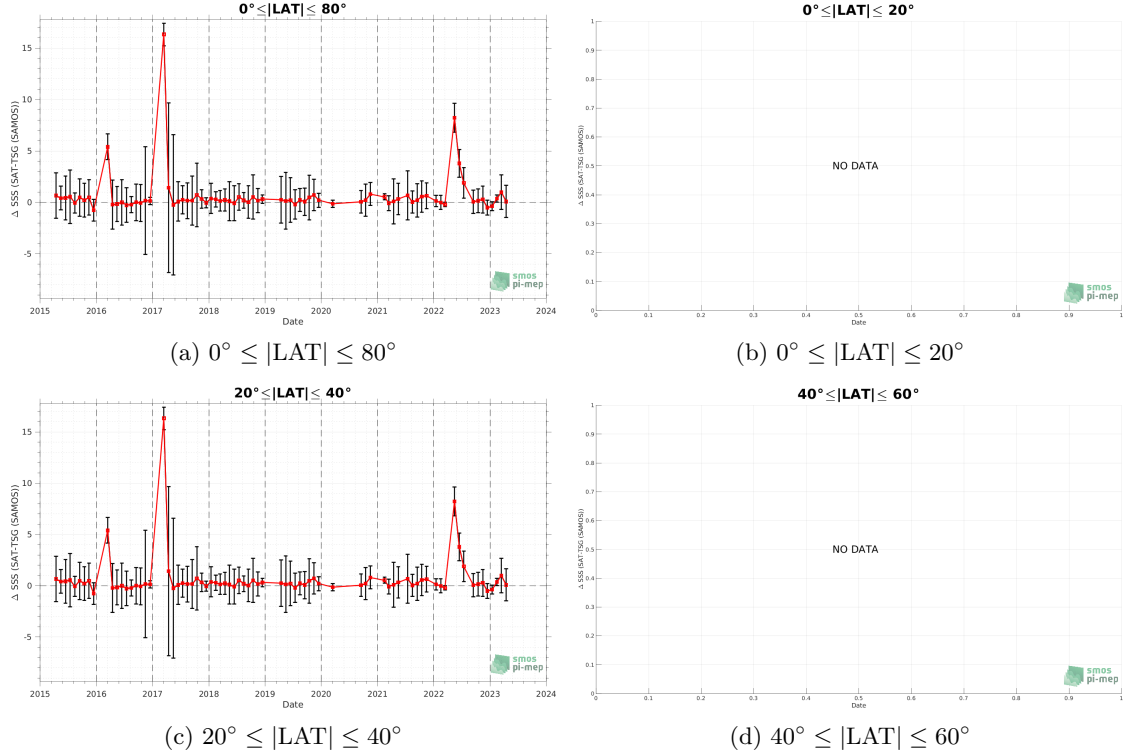 0°≤|LAT|≤ 80°
Δ SSS (SAT-TSG (SAMOS))
15
10
5
0
-5
2015 2016 2017 2018 2019 2020 2021 2022 2023 2024
Date
smos
pi-mep
(a) 0° ≤ |LAT| ≤ 80°
0°≤|LAT|≤ 20°
Δ SSS (SAT-TSG (SAMOS))
1
0.9
0.8
0.7
0.6
0.5
0.4
0.3
0.2
0.1
0
NO DATA
0 0.1 0.2 0.3 0.4 0.5 0.6 0.7 0.8 0.9 1
Date
smos
pi-mep
(b) 0° ≤ |LAT| ≤ 20°
20°≤|LAT|≤ 40°
Δ SSS (SAT-TSG (SAMOS))
15
10
5
0
-5
2015 2016 2017 2018 2019 2020 2021 2022 2023 2024
Date
smos
pi-mep
(c) 20° ≤ |LAT| ≤ 40°
40°≤|LAT|≤ 60°
Δ SSS (SAT-TSG (SAMOS))
1
0.9
0.8
0.7
0.6
0.5
0.4
0.3
0.2
0.1
0
NO DATA
0 0.1 0.2 0.3 0.4 0.5 0.6 0.7 0.8 0.9 1
Date
smos
pi-mep
(d) 40° ≤ |LAT| ≤ 60°